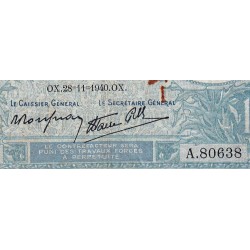 OX.28-11-1940.OX.
LE CAISSIER GÉNÉRAL LE SECRÉTAIRE GÉNÉRAL
LE CONTREFACTEUR SERA
PUNI DES TRAVAUX FORCÉS
À PERPÉTUITÉ
A.80638